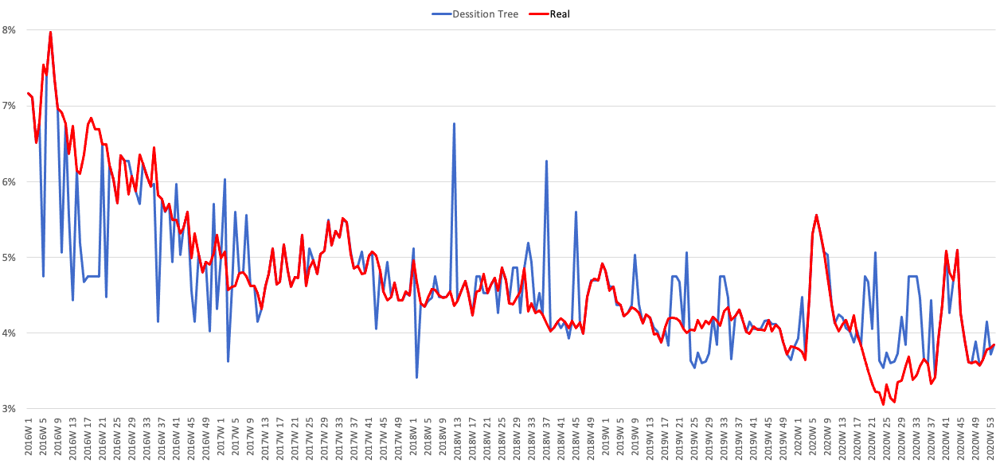 Dessition Tree
Real
8%
7%
6%
5%
4%
3%
2016W 1
2016W 5
2016W 9
2016W 13
2016W 17
2016W 21
2016W 25
2016W 29
2016W 33
2016W 37
2016W 41
2016W 45
2016W 49
2017W 1
2017W 5
2017W 9
2017W 13
2017W 17
2017W 21
2017W 25
2017W 29
2017W 33
2017W 37
2017W 41
2017W 45
2017W 49
2018W 1
2018W 5
2018W 9
2018W 13
2018W 17
2018W 21
2018W 25
2018W 29
2018W 33
2018W 37
2018W 41
2018W 45
2018W 49
2019W 1
2019W 5
2019W 9
2019W 13
2019W 17
2019W 21
2019W 25
2019W 29
2019W 33
2019W 37
2019W 41
2019W 45
2019W 49
2020W 1
2020W 5
2020W 9
2020W 13
2020W 17
2020W 21
2020W 25
2020W 29
2020W 33
2020W 37
2020W 41
2020W 45
2020W 49
2020W 53